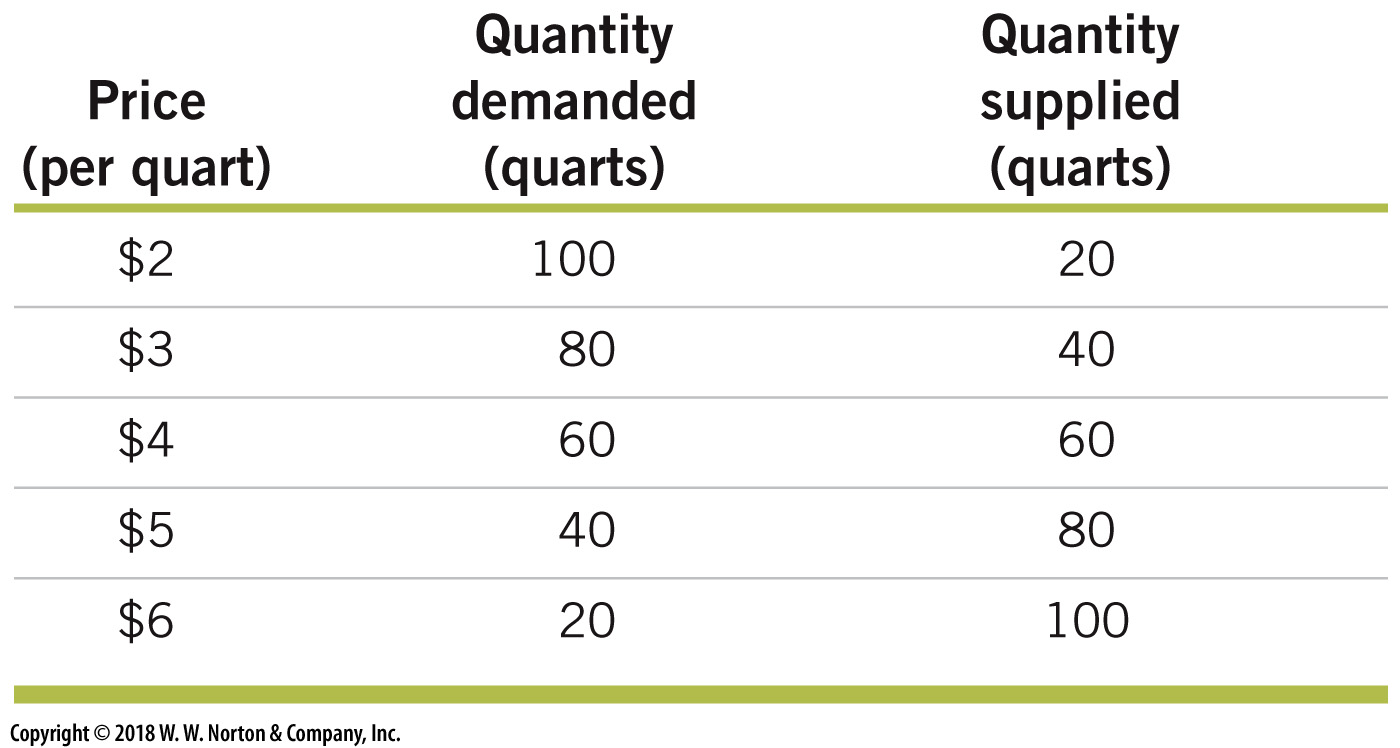 Price (per quart) Quantity demanded (quarts) Quantity supplied (quarts)
$2 100 20
$3 80 40
$4 60 60
$5 40 80
$6 20 100
Copyright © 2018 W. W. Norton & Company, Inc.